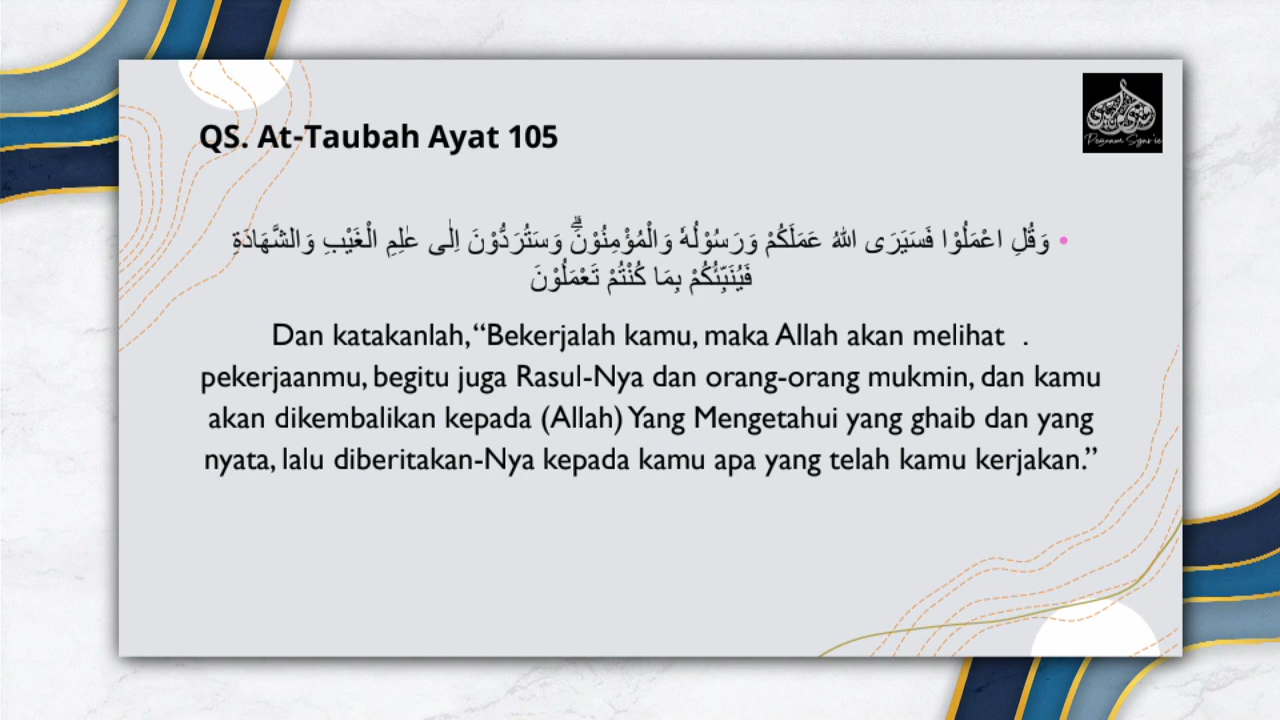 QS. At-Taubah Ayat 105
• وَقُلِ اعْمَلُوْا فَسَيَرَى اللّٰهُ عَمَلَكُمْ وَرَسُوْلُهٗ وَالْمُؤْمِنُوْنَۗ وَسَتُرَدُّوْنَ اِلٰى عٰلِمِ الْغَيْبِ وَالشَّهَادَةِ
فَيُنَبِّئُكُمْ بِمَا كُنْتُمْ تَعْمَلُوْنَ
Dan katakanlah, “Bekerjalah kamu, maka Allah akan melihat .
pekerjaanmu, begitu juga Rasul-Nya dan orang-orang mukmin, dan kamu
akan dikembalikan kepada (Allah) Yang Mengetahui yang ghaib dan yang
nyata, lalu diberitakan-Nya kepada kamu apa yang telah kamu kerjakan.”